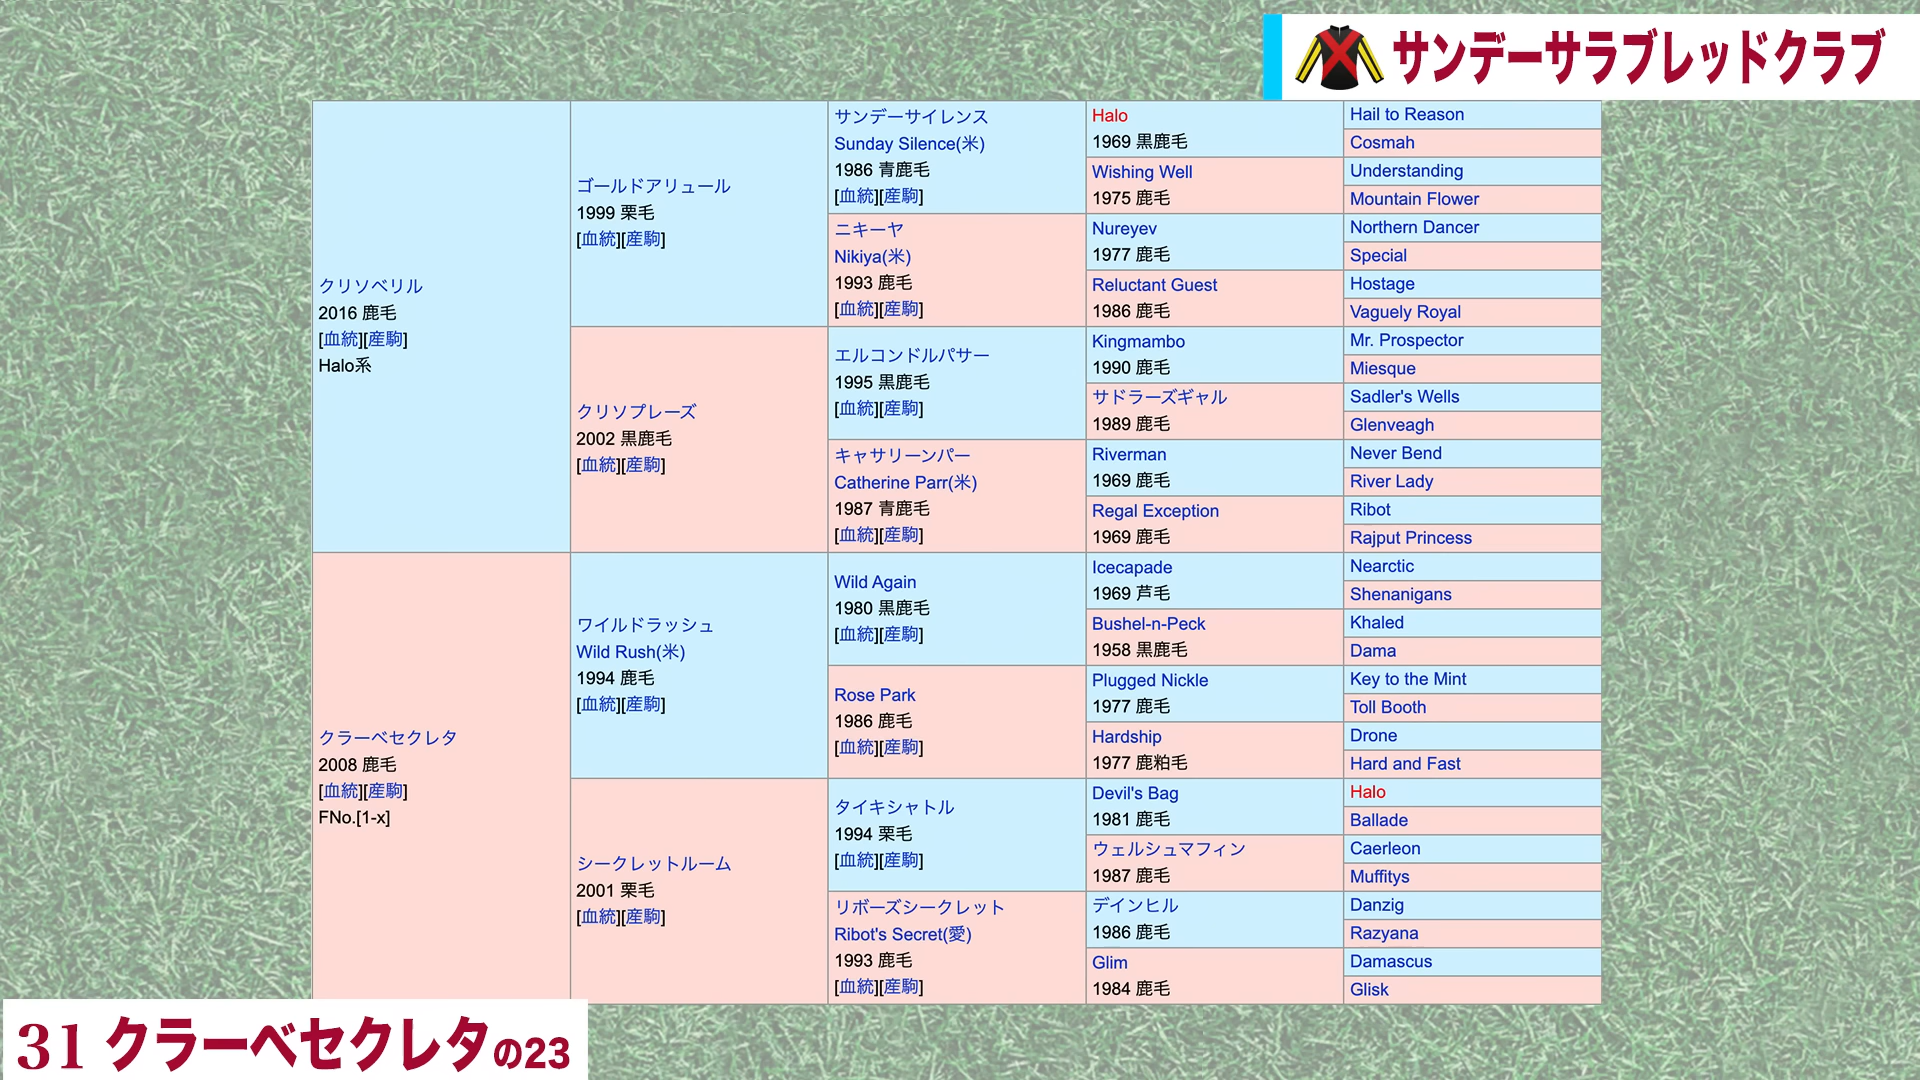 サンデーサラブレッドクラブ
クリソベリル
2016 鹿毛
[血統][産駒]
Halo系
クラーベセクレタ
2008 鹿毛
[血統][産駒]
FNo.[1-x]
ゴールドアリュール
1999 栗毛
[血統][産駒]
クリソプレーズ
2002 黒鹿毛
[血統][産駒]
ワイルドラッシュ
Wild Rush(米)
1994 鹿毛
[血統][産駒]
シークレットルーム
2001 栗毛
[血統][産駒]
サンデーサイレンス
Sunday Silence(米)
1986 青鹿毛
[血統][産駒]
ニキーヤ
Nikiya(米)
1993 鹿毛
[血統][産駒]
エルコンドルパサー
1995 黒鹿毛
[血統][産駒]
キャサリーンパー
Catherine Parr(米)
1987 青鹿毛
[血統][産駒]
Wild Again
1980 黒鹿毛
[血統][産駒]
Rose Park
1986 鹿毛
[血統][産駒]
タイキシャトル
1994 栗毛
[血統][産駒]
リボーズシークレット
Ribot's Secret(愛)
1993 鹿毛
[血統][産駒]
Halo
1969 黒鹿毛
Wishing Well
1975 鹿毛
Nureyev
1977 鹿毛
Reluctant Guest
1986 鹿毛
Kingmambo
1990 鹿毛
サドラーズギャル
1989 鹿毛
Riverman
1969 鹿毛
Regal Exception
1969 鹿毛
Icecapade
1969 芦毛
Bushel-n-Peck
1958 黒鹿毛
Plugged Nickle
1977 鹿毛
Hardship
1977 鹿粕毛
Devil's Bag
1981 鹿毛
ウェルシュマフィン
1987 鹿毛
デインヒル
1986 鹿毛
Glim
1984 鹿毛
Hail to Reason
Cosmah
Understanding
Mountain Flower
Northern Dancer
Special
Hostage
Vaguely Royal
Mr. Prospector
Miesque
Sadler's Wells
Glenveagh
Never Bend
River Lady
Ribot
Rajput Princess
Nearctic
Shenanigans
Khaled
Dama
Key to the Mint
Toll Booth
Drone
Hard and Fast
Halo
Ballade
Caerleon
Muffitys
Danzig
Razyana
Damascus
Glisk
31 クラーベセクレタの23